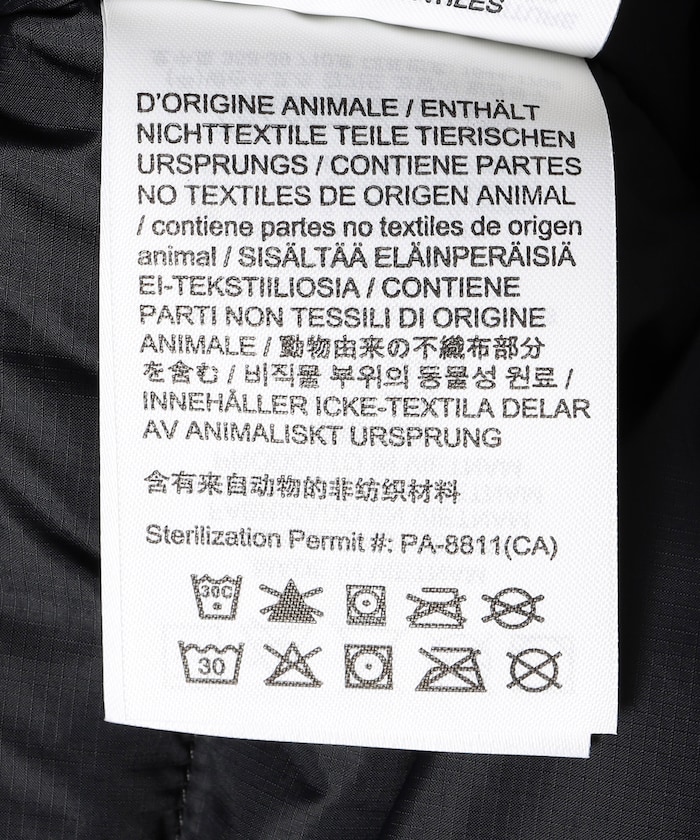 TILES
D'ORIGINE ANIMALE / ENTHÄLT
NICHTTEXTILE TEILE TIERISCHEN
URSPRUNGS / CONTIENE PARTES
NO TEXTILES DE ORIGEN ANIMAL
/ contiene partes no textiles de origen
animal / SISÄLTÄÄ ELÄINPERÄISIÄ
EI-TEKSTIILIOSIA / CONTIENE
PARTI NON TESSILI DI ORIGINE
ANIMALE / 動物由来の不織布部分
を含む / 비직물 부위의 동물성 원료 /
INNEHÅLLER ICKE-TEXTILA DELAR
AV ANIMALISKT URSPRUNG
含有来自动物的非纺织材料
Sterilization Permit #: PA-8811(CA)
30C
30